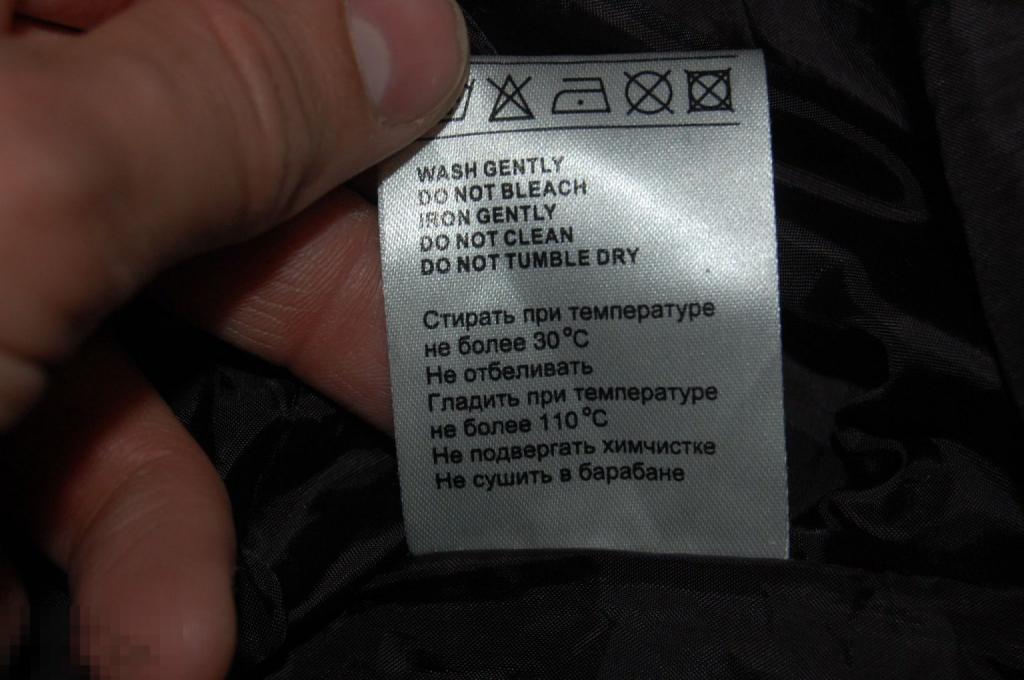 WASH GENTLY
DO NOT BLEACH
IRON GENTLY
DO NOT CLEAN
DO NOT TUMBLE DRY
Стирать при температуре
не более 30°C
Не отбеливать
Гладить при температуре
не более 110°C
Не подвергать химчистке
Не сушить в барабане